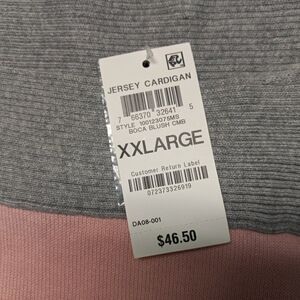 JERSEY CARDIGAN
7 66370 32641 5
STYLE 100123075MS
BOCA BLUSH CMB
XXLARGE
Customer Return Label
072373326919
DA08-001
$46.50